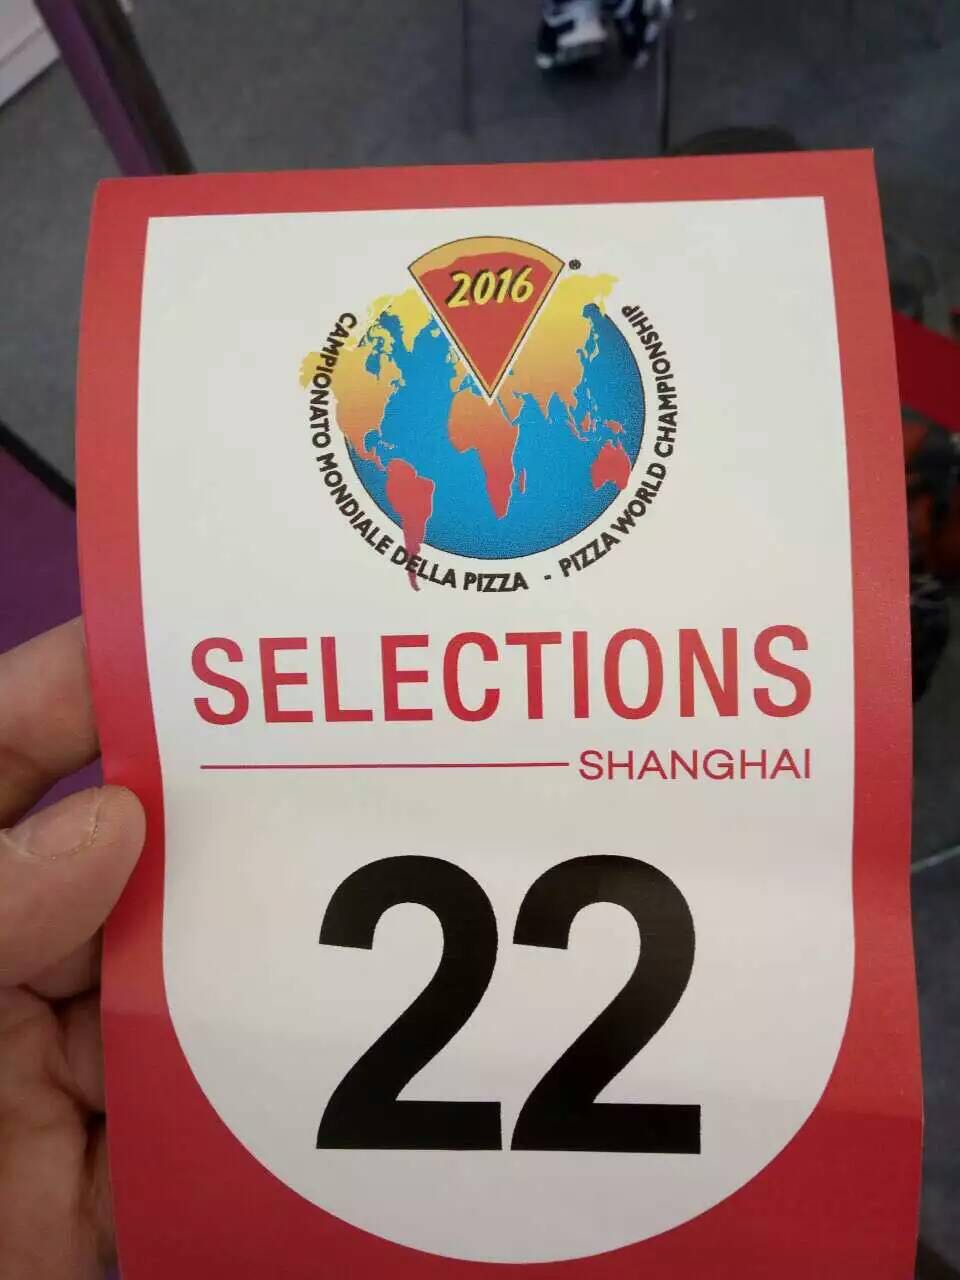 2016
®
CAMPIONATO MONDIALE DELLA PIZZA - PIZZA WORLD CHAMPIONSHIP
SELECTIONS
SHANGHAI
22